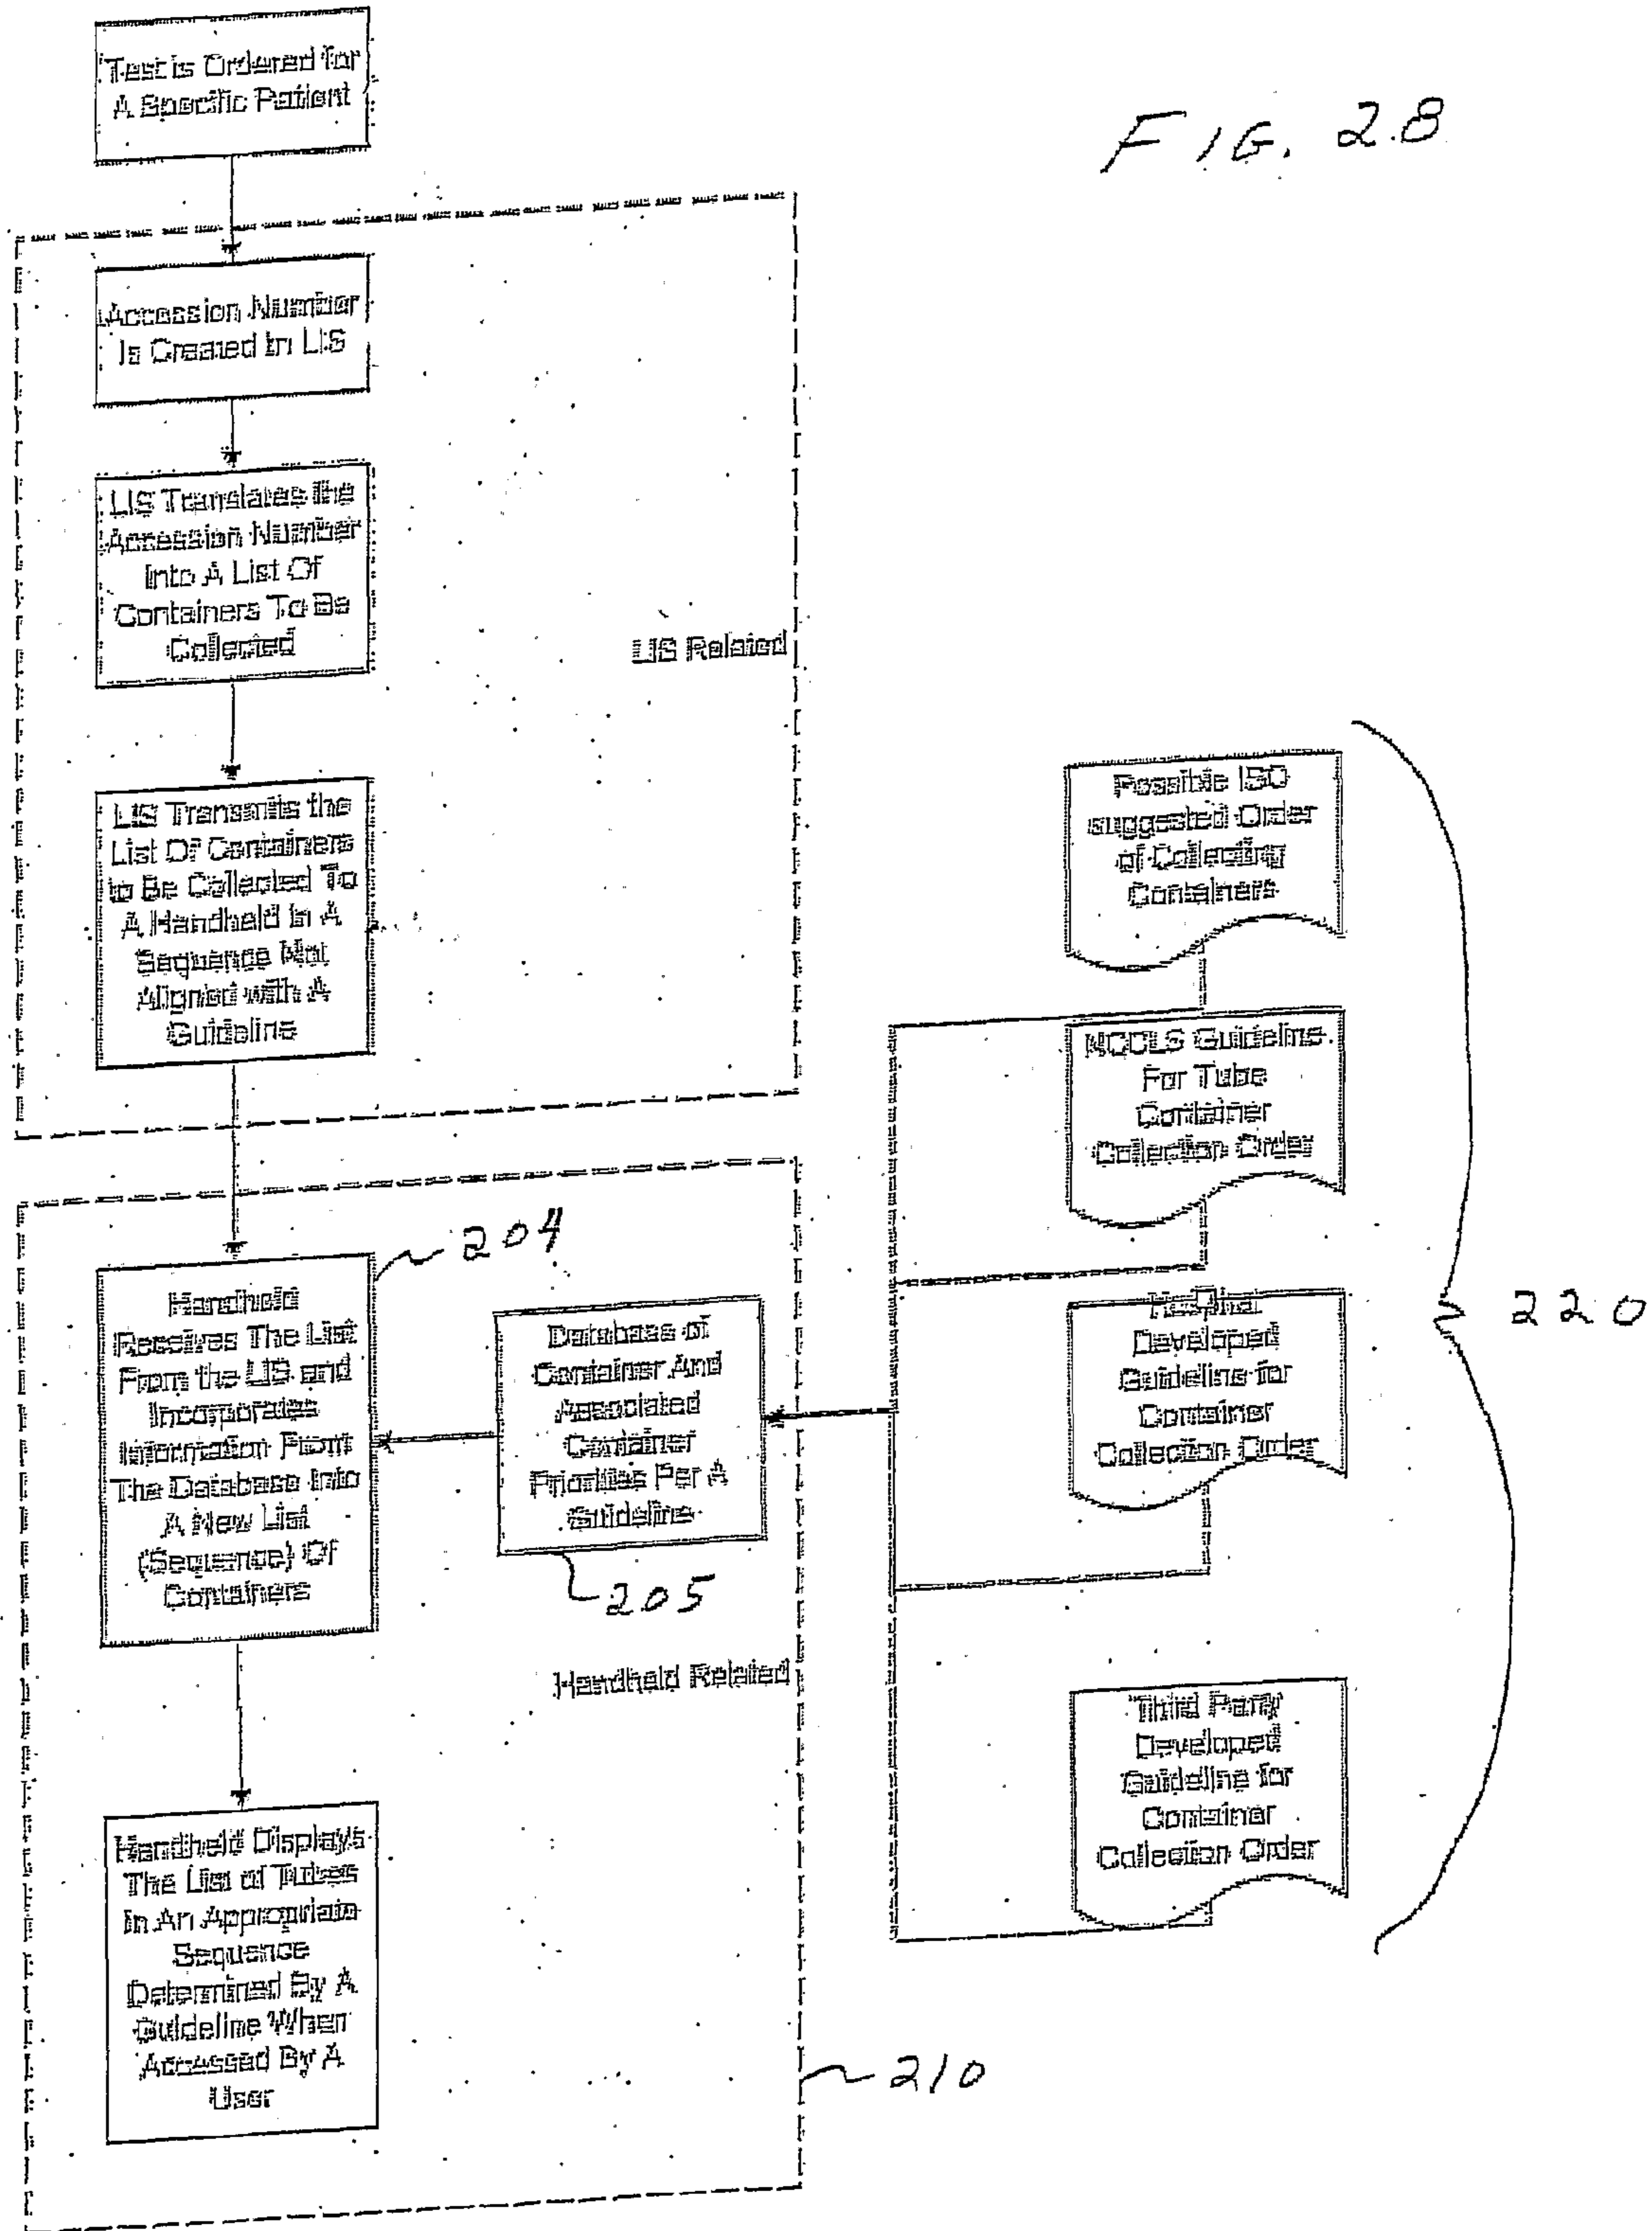 Test is Ordered for
A Specific Patient
FIG. 2B
Accession Number
Is Created In LIS
LIS Translates the
Accession Number
Into A List Of
Containers To Be
Collected
LIS Related
LIS Transmits the
List Of Containers
to Be Collected To
A Handheld In A
Sequence Not
Aligned with A
Guideline
Possible ISO
suggested Order
of Collecting
Containers
NCCLS Guideline
For Tube
Container
Collection Order
204
Handheld
Receives The List
From the LIS and
Incorporates
Information From
The Database Into
A New List
(Sequence) Of
Containers
Database of
Container And
Associated
Container
Priorities Per A
Guideline
205
Hospital
Developed
Guideline for
Container
Collection Order
220
Handheld Related
Third Party
Developed
Guideline for
Container
Collection Order
Handheld Displays
The List of Tubes
In An Appropriate
Sequence
Determined By A
Guideline When
Accessed By A
User
210